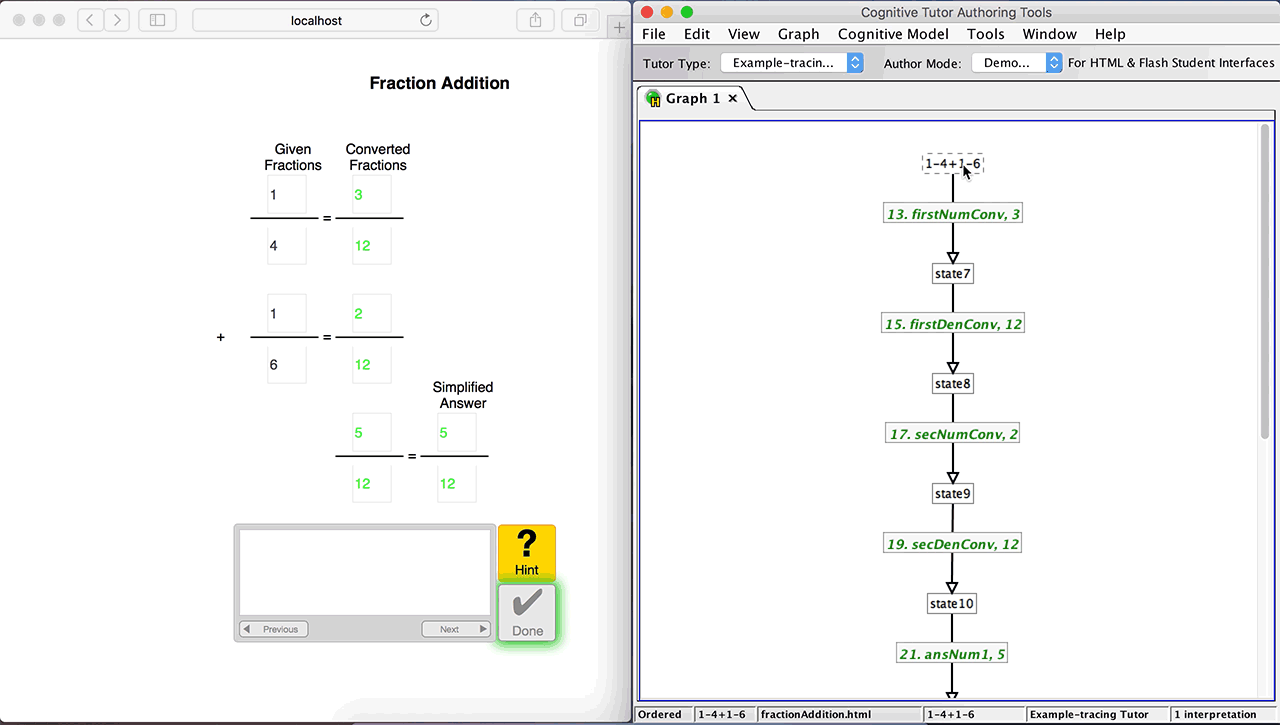 localhost
Fraction Addition
Given Fractions
Converted Fractions
1
3
=
4
12
1
2
+
=
6
12
Simplified Answer
5
5
=
12
12
?
Hint
Previous
Next
Done
Cognitive Tutor Authoring Tools
File Edit View Graph Cognitive Model Tools Window Help
Tutor Type: Example-tracin... Author Mode: Demo... For HTML & Flash Student Interfaces
Graph 1
1-4+1-6
13. firstNumConv, 3
state7
15. firstDenConv, 12
state8
17. secNumConv, 2
state9
19. secDenConv, 12
state10
21. ansNum1, 5
Ordered 1-4+1-6 fractionAddition.html 1-4+1-6 Example-tracing Tutor 1 interpretation